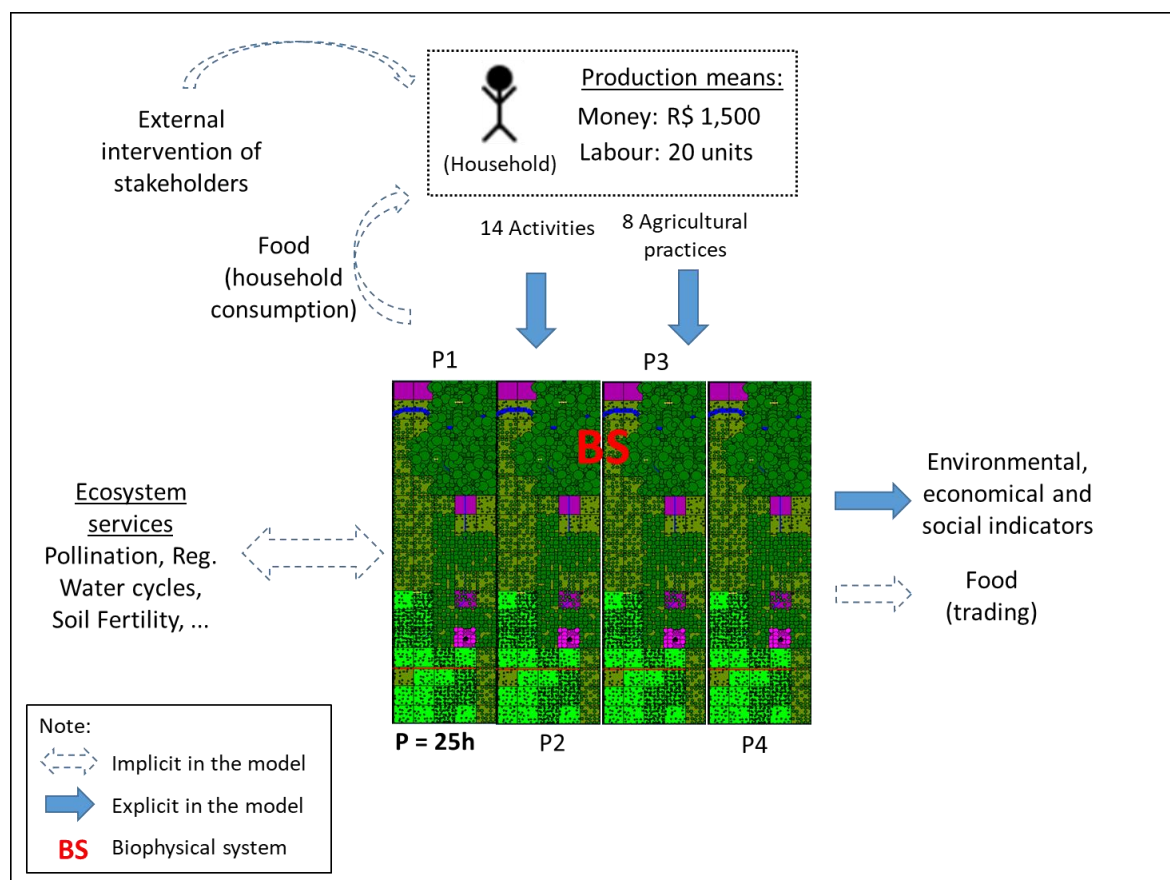 External
intervention of
stakeholders
(Household)
Production means:
Money: R$ 1,500
Labour: 20 units
Food
(household
consumption)
14 Activities
8 Agricultural
practices
P1
P3
BS
Ecosystem
services
Pollination, Reg.
Water cycles,
Soil Fertility, ...
Environmental,
economical and
social indicators
Food
(trading)
P = 25h
P2
P4
Note:
Implicit in the model
Explicit in the model
BS Biophysical system